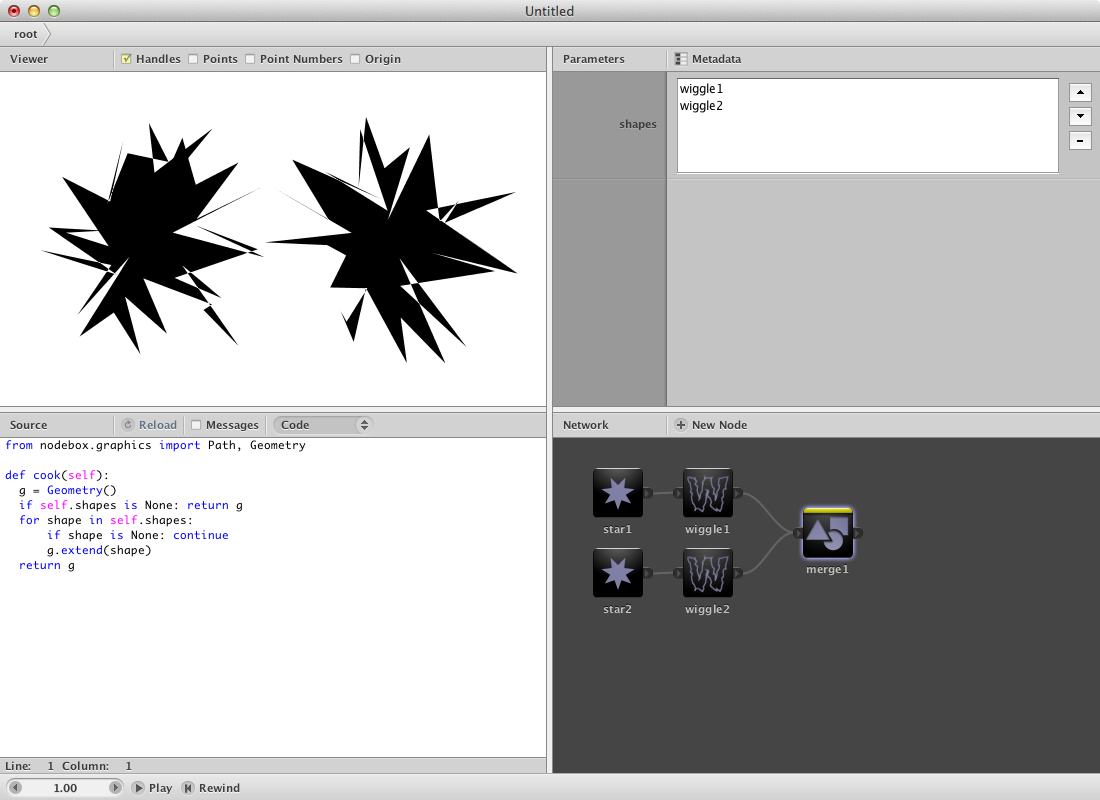 Untitled
root
Viewer Handles Points Point Numbers Origin
Parameters Metadata
shapes
wiggle1
wiggle2
Source Reload Messages Code
from nodebox.graphics import Path, Geometry
def cook(self):
g = Geometry()
if self.shapes is None: return g
for shape in self.shapes:
if shape is None: continue
g.extend(shape)
return g
Line: 1 Column: 1
Network New Node
star1 wiggle1
merge1
star2 wiggle2
1.00 Play Rewind